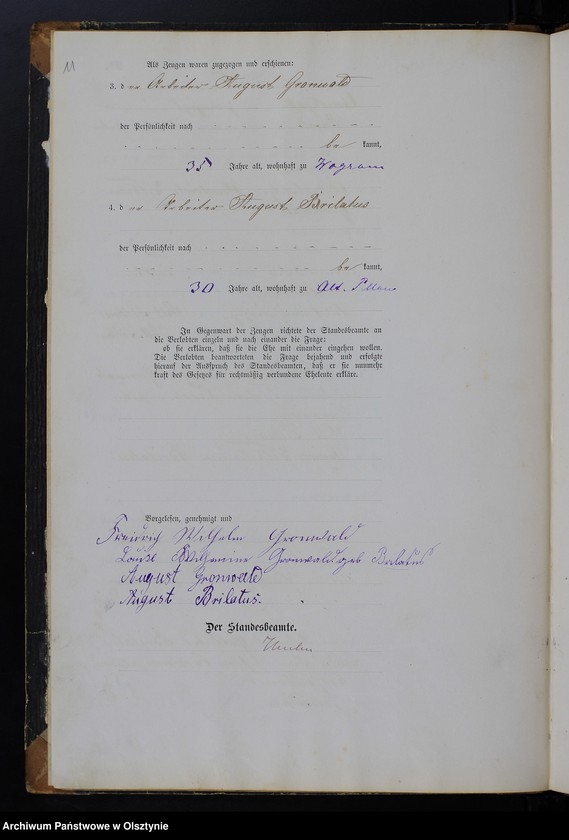 11
Als Zeugen waren zugezogen und erschienen:
3. der Arbeiter August Gronwald
der Persönlichkeit nach
be kannt,
35 Jahre alt, wohnhaft zu
4. der Arbeiter August Brilatus
der Persönlichkeit nach
be kannt,
30 Jahre alt, wohnhaft zu Alt. Pillau
In Gegenwart der Zeugen richtete der Standesbeamte an
die Verlobten einzeln und nach einander die Frage:
ob sie erklären, daß sie die Ehe mit einander eingehen wollen.
Die Verlobten beantworteten die Frage bejahend und erfolgte
hierauf der Ausspruch des Standesbeamten, daß er sie nunmehr
kraft des Gesetzes für rechtmäßig verbundene Eheleute erkläre.
Vorgelesen, genehmigt und
Friedrich Wilhelm Gronwald
Louise Wilhelmine Gronwald geb Brilatus
August Gronwald
August Brilatus.
Der Standesbeamte.
Archiwum Państwowe w Olsztynie